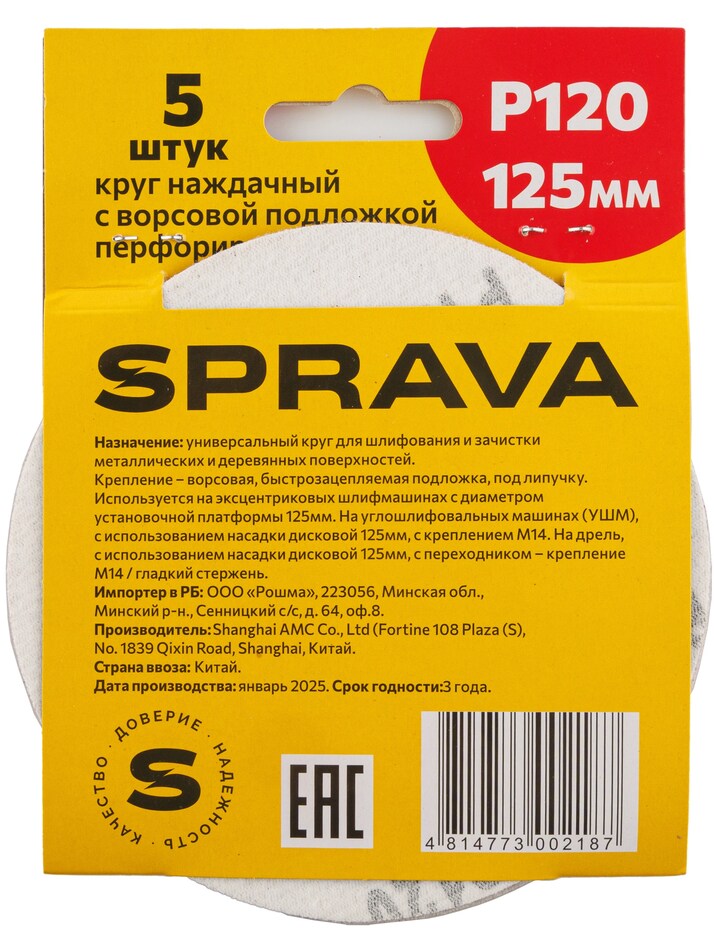 5
штук
P120
125мм
круг наждачный
с ворсовой подложкой
SPRAVA
Назначение: универсальный круг для шлифования и зачистки
металлических и деревянных поверхностей.
Крепление – ворсовая, быстрозацепляемая подложка, под липучку.
Используется на эксцентриковых шлифмашинах с диаметром
установочной платформы 125мм. На углошлифовальных машинах (УШМ),
с использованием насадки дисковой 125мм, с креплением М14. На дрель,
с использованием насадки дисковой 125мм, с переходником – крепление
М14 / гладкий стержень.
Импортер в РБ: ООО «Рошма», 223056, Минская обл.,
Минский р-н., Сенницкий с/с, д. 64, оф.8.
Производитель: Shanghai AMC Co., Ltd (Fortine 108 Plaza (S),
No. 1839 Qixin Road, Shanghai, Китай.
Страна ввоза: Китай.
Дата производства: январь 2025. Срок годности:3 года.
КАЧЕСТВО · ДОВЕРИЕ · НАДЕЖНОСТЬ ·
S
EAC
4 814773 002187